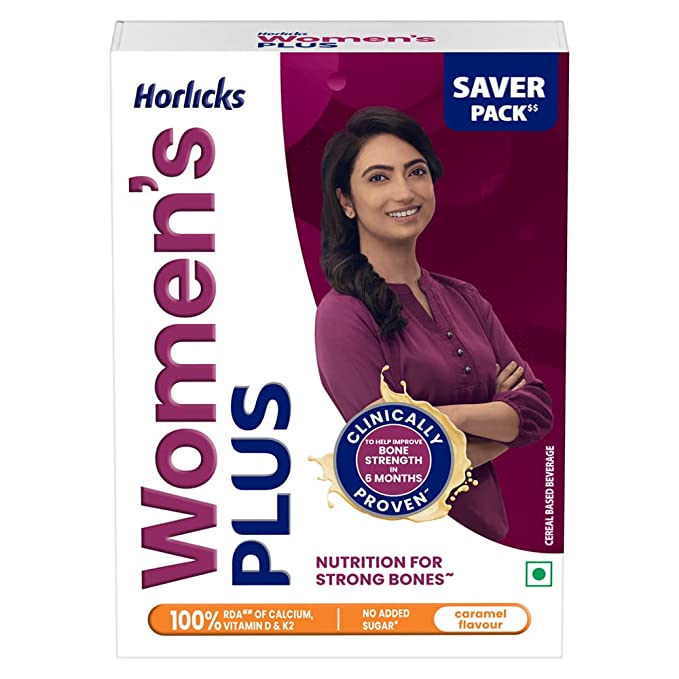 Horlicks
Women's
PLUS
Horlicks
Women's
PLUS
SAVER
PACK$$
CLINICALLY
TO HELP IMPROVE
BONE
STRENGTH
IN
6 MONTHS
PROVEN~
CEREAL BASED BEVERAGE
NUTRITION FOR
STRONG BONES~
100% RDA## OF CALCIUM,
VITAMIN D & K2
NO ADDED
SUGAR*
caramel
flavour